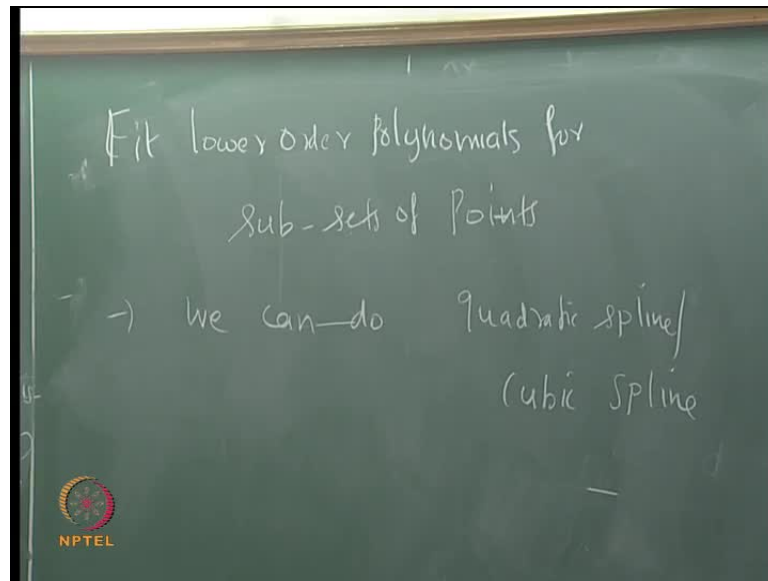 Fit lower order polynomials for
sub-sets of Points
→ We can do quadratic spline/
Cubic Spline
NPTEL